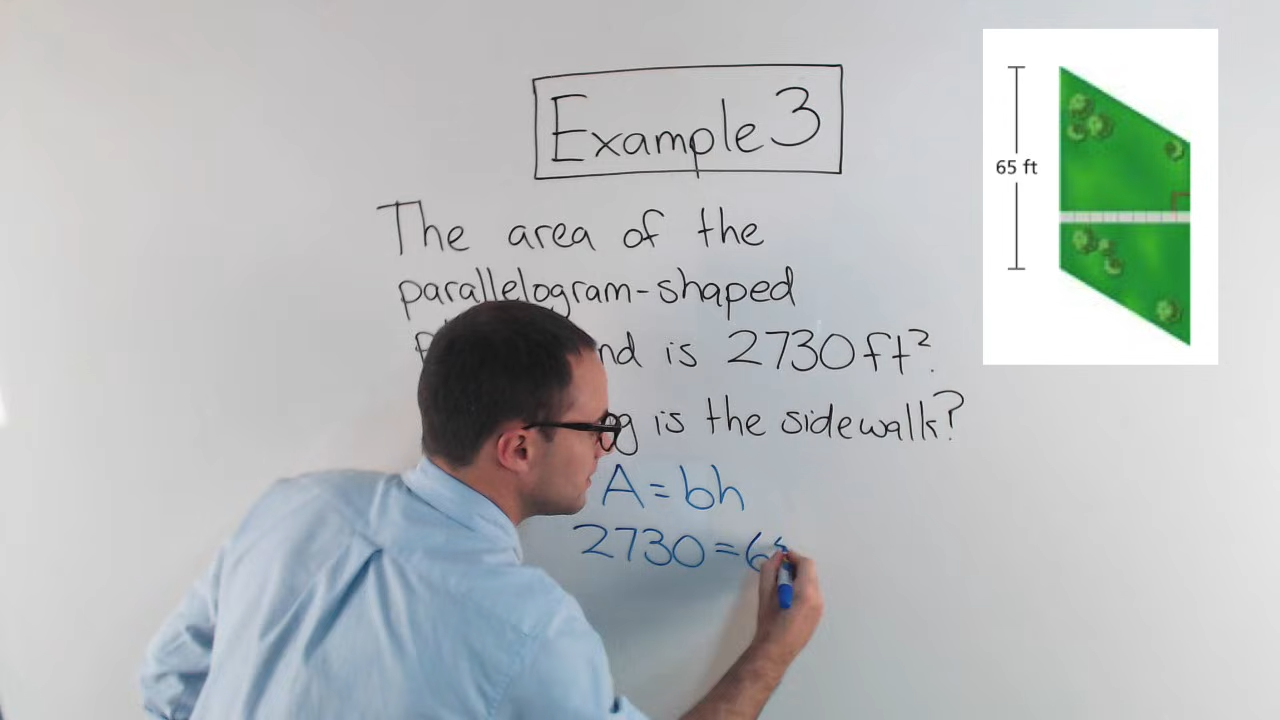 Example 3
The area of the
parallelogram-shaped
is 2730 ft².
is the sidewalk?
A = bh
2730 = 6
65 ft